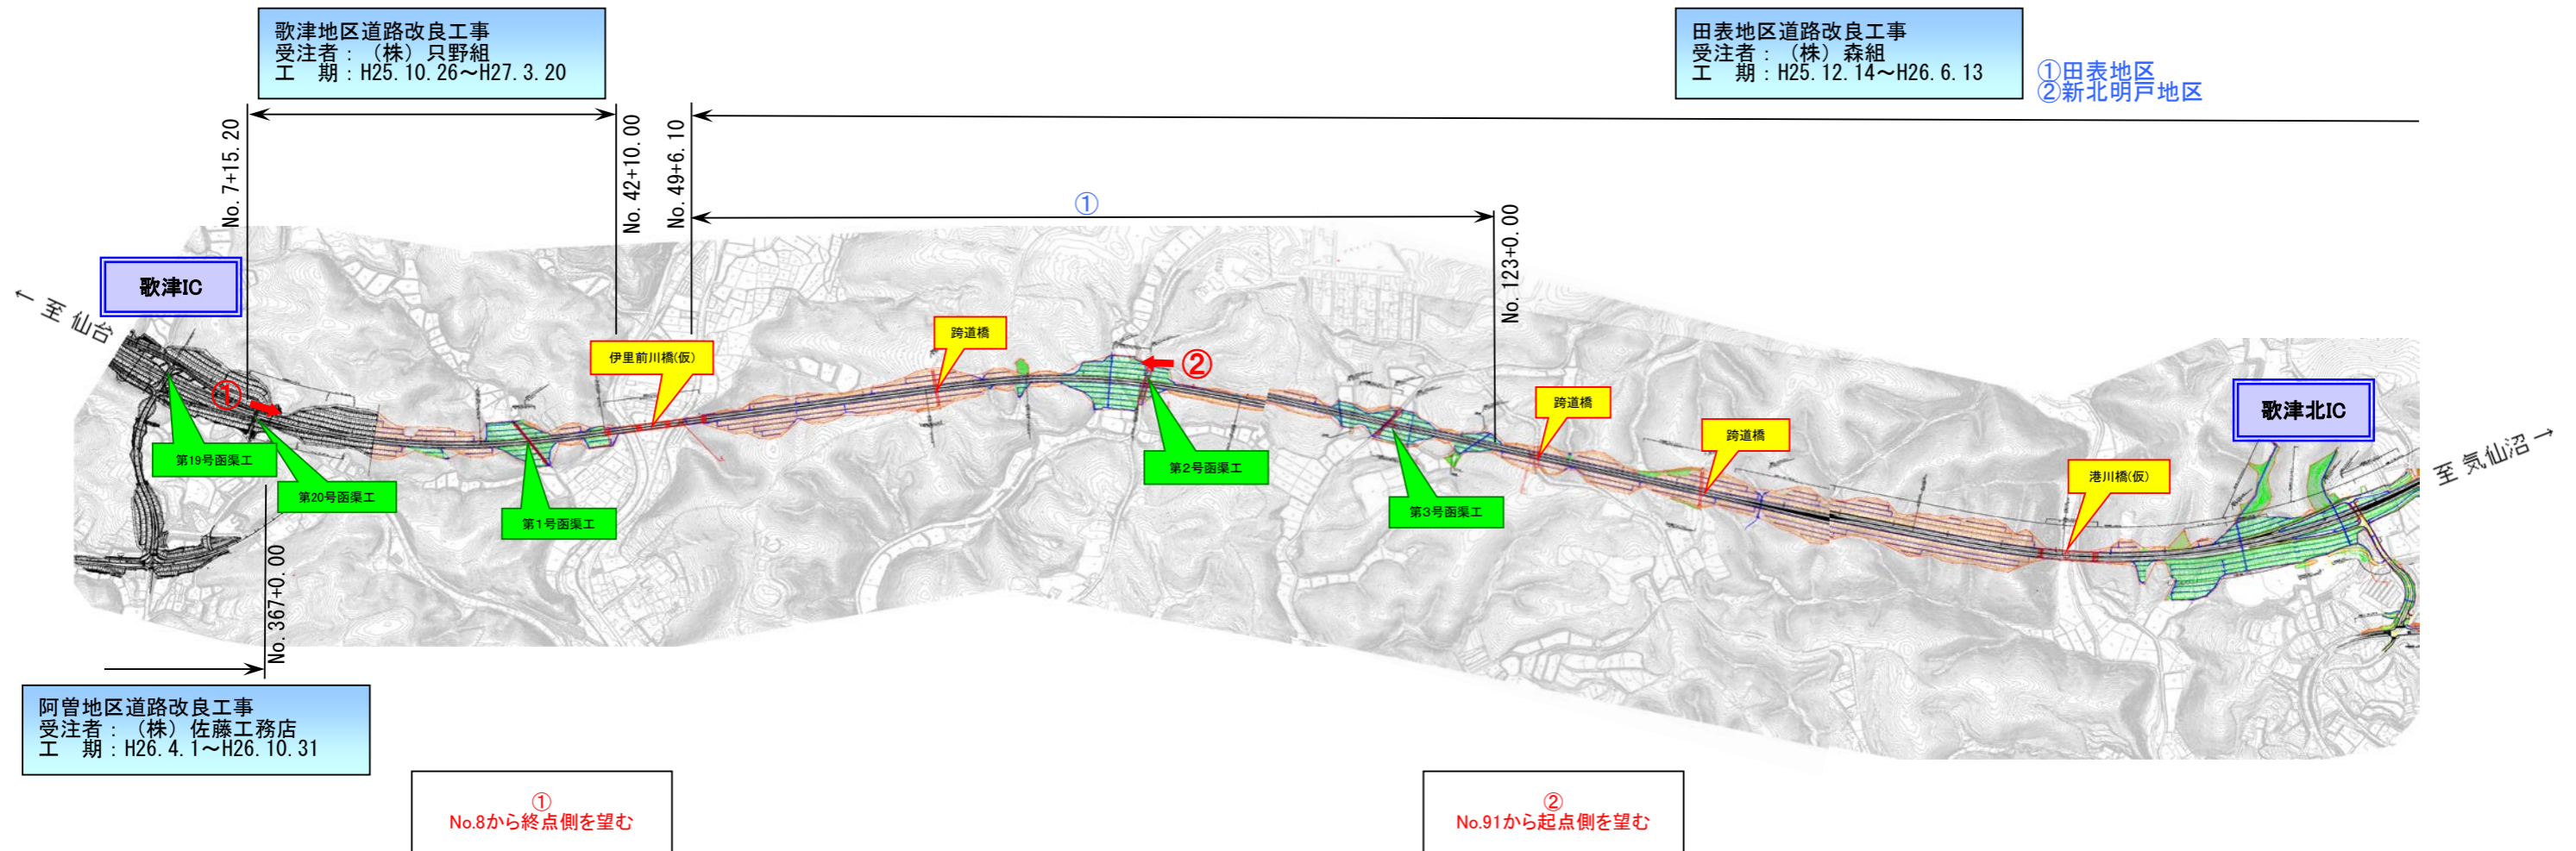 歌津地区道路改良工事
受注者：（株）只野組
工　期：H25.10.26～H27.3.20
田表地区道路改良工事
受注者：（株）森組
工　期：H25.12.14～H26.6.13
①田表地区
②新北明戸地区
No.7+15.20
No.42+10.00
No.49+6.10
①
No.123+0.00
歌津IC
← 至 仙台
①
第19号函渠工
第20号函渠工
第1号函渠工
伊里前川橋(仮)
跨道橋
②
第2号函渠工
第3号函渠工
跨道橋
跨道橋
港川橋(仮)
歌津北IC
至 気仙沼 →
No.367+0.00
阿曽地区道路改良工事
受注者：（株）佐藤工務店
工　期：H26.4.1～H26.10.31
①
No.8から終点側を望む
②
No.91から起点側を望む